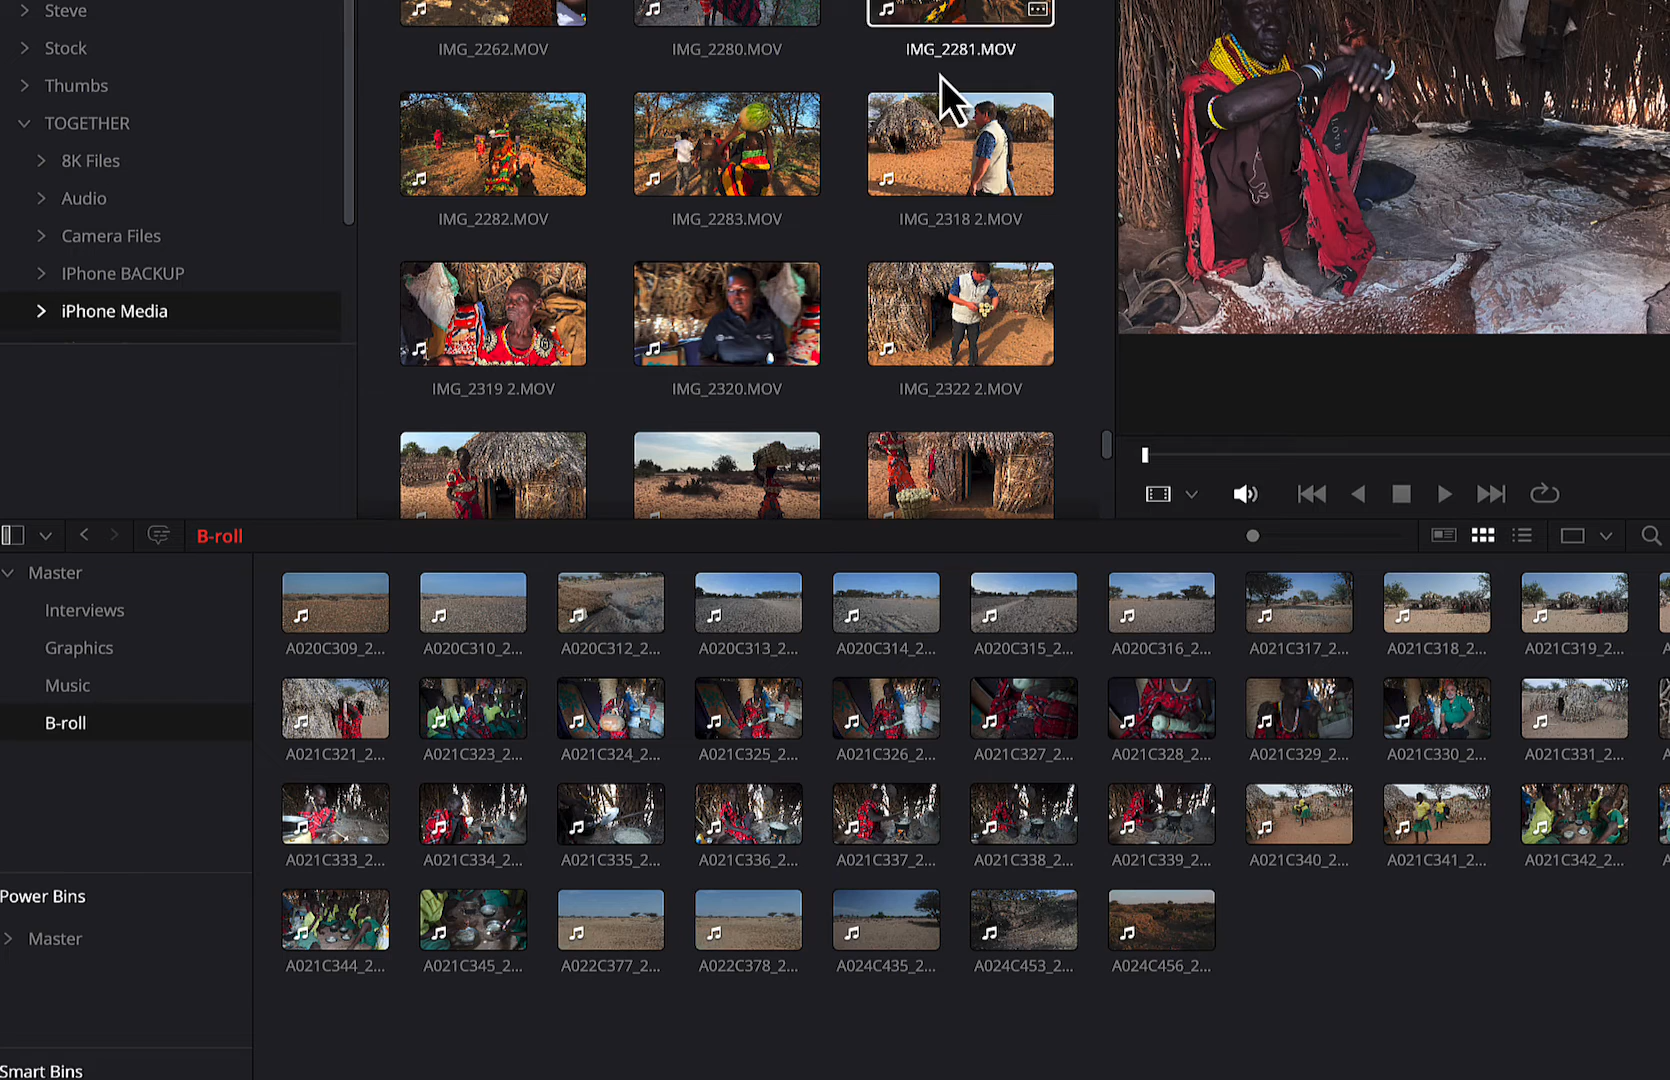 Steve
Stock
Thumbs
TOGETHER
8K Files
Audio
Camera Files
IPhone BACKUP
iPhone Media
IMG_2262.MOV
IMG_2280.MOV
IMG_2281.MOV
IMG_2282.MOV
IMG_2283.MOV
IMG_2318 2.MOV
IMG_2319 2.MOV
IMG_2320.MOV
IMG_2322 2.MOV
LOVE
B-roll
Master
Interviews
Graphics
Music
B-roll
Power Bins
Master
Smart Bins
A020C309_2...
A020C310_2...
A020C312_2...
A020C313_2...
A020C314_2...
A020C315_2...
A020C316_2...
A021C317_2...
A021C318_2...
A021C319_2...
A021C321_2...
A021C323_2...
A021C324_2...
A021C325_2...
A021C326_2...
A021C327_2...
A021C328_2...
A021C329_2...
A021C330_2...
A021C331_2...
A021C333_2...
A021C334_2...
A021C335_2...
A021C336_2...
A021C337_2...
A021C338_2...
A021C339_2...
A021C340_2...
A021C341_2...
A021C342_2...
A021C344_2...
A021C345_2...
A022C377_2...
A022C378_2...
A024C435_2...
A024C453_2...
A024C456_2...